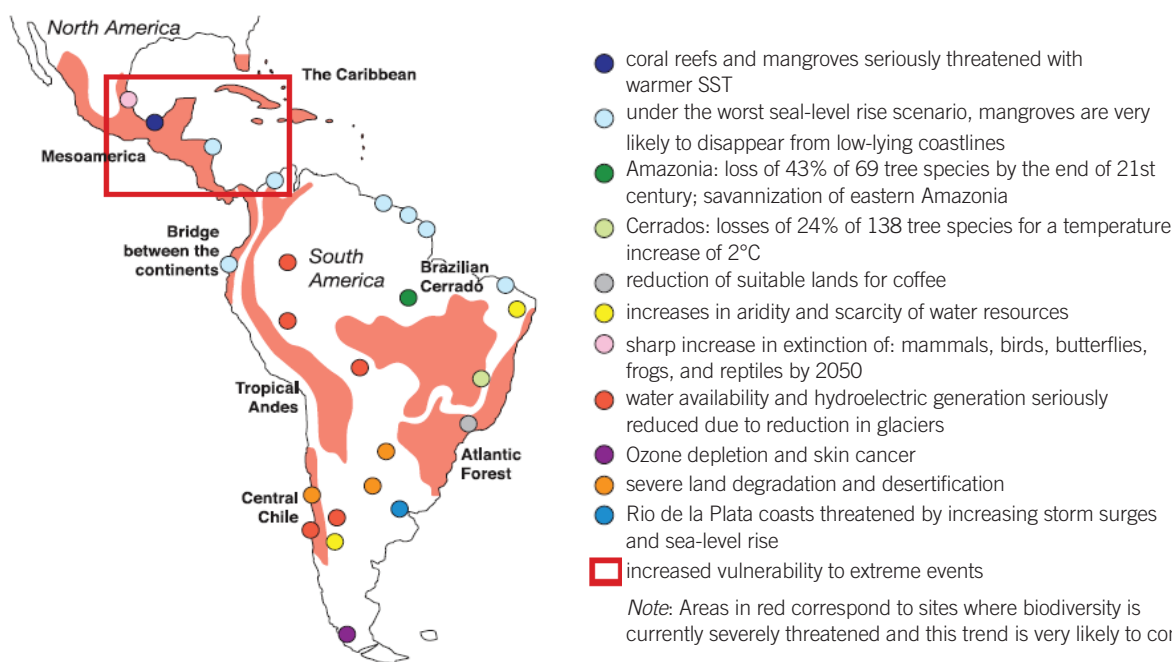 North America
The Caribbean
Mesoamerica
Bridge
between the
continents
South
America
Brazilian
Cerrado
Tropical
Andes
Atlantic
Forest
Central
Chile
coral reefs and mangroves seriously threatened with
warmer SST
under the worst seal-level rise scenario, mangroves are very
likely to disappear from low-lying coastlines
Amazonia: loss of 43% of 69 tree species by the end of 21st
century; savannization of eastern Amazonia
Cerrados: losses of 24% of 138 tree species for a temperature
increase of 2°C
reduction of suitable lands for coffee
increases in aridity and scarcity of water resources
sharp increase in extinction of: mammals, birds, butterflies,
frogs, and reptiles by 2050
water availability and hydroelectric generation seriously
reduced due to reduction in glaciers
Ozone depletion and skin cancer
severe land degradation and desertification
Rio de la Plata coasts threatened by increasing storm surges
and sea-level rise
increased vulnerability to extreme events
Note: Areas in red correspond to sites where biodiversity is
currently severely threatened and this trend is very likely to